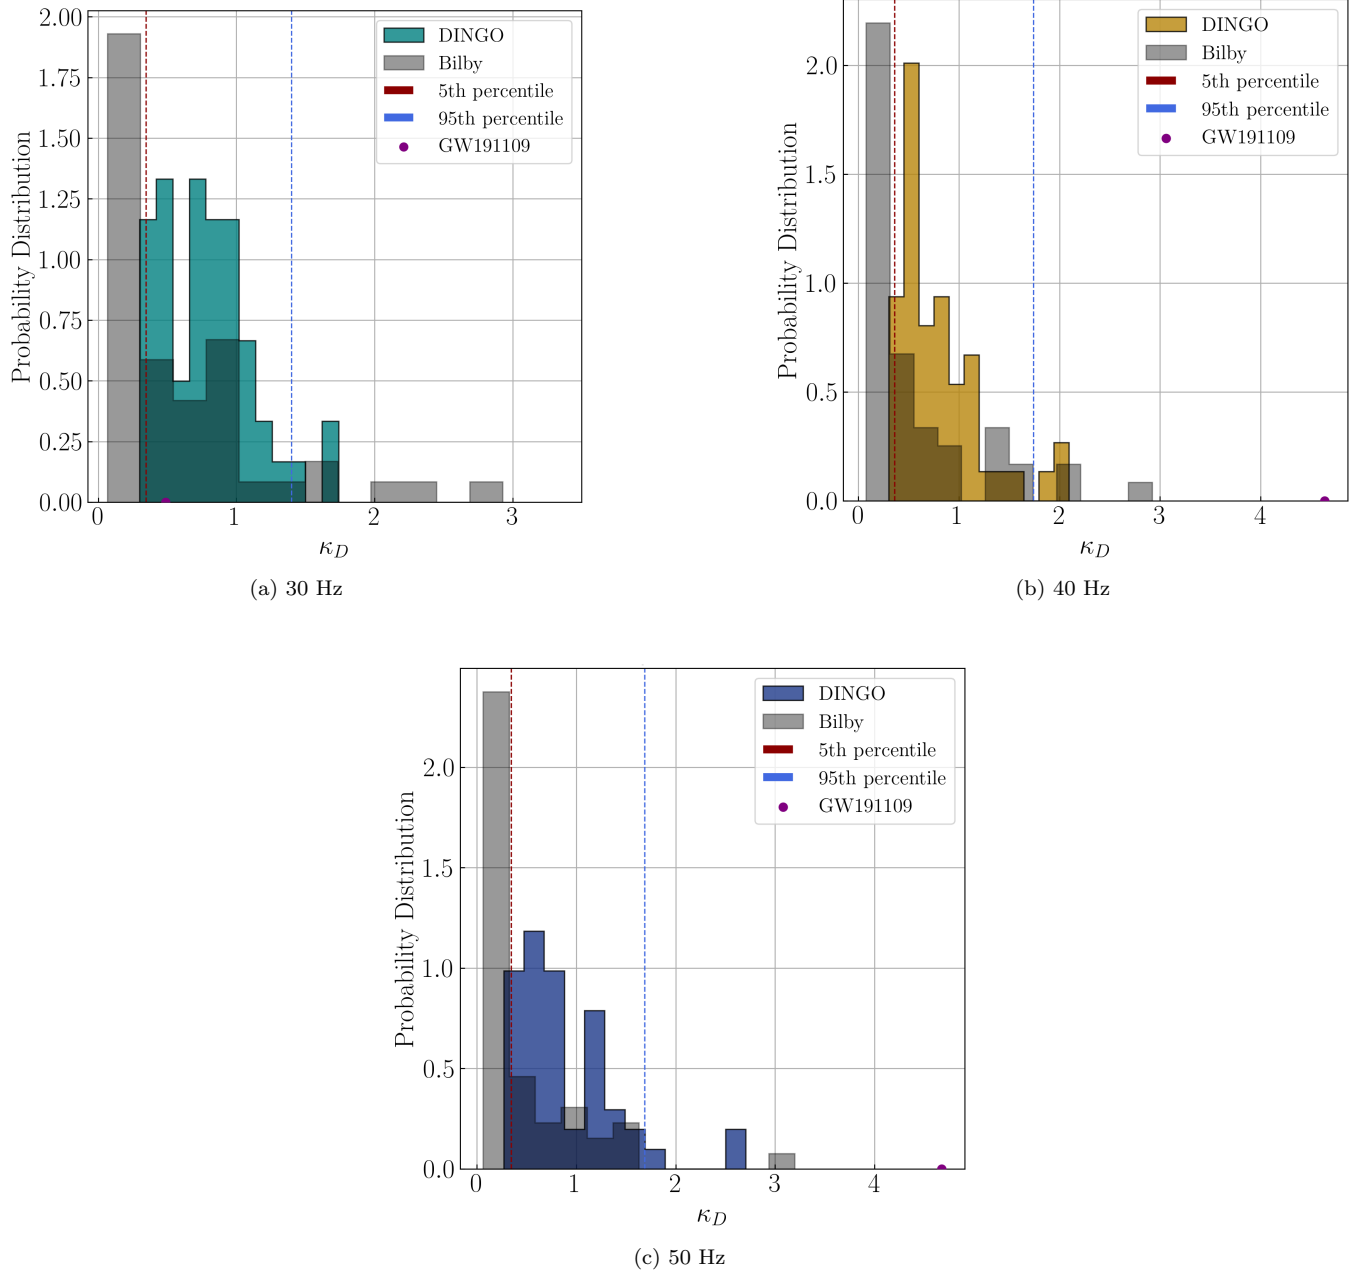 2.00
1.75
1.50
1.25
1.00
0.75
0.50
0.25
0.00
Probability Distribution
0
1
2
3
κ_D
DINGO
Bilby
5th percentile
95th percentile
GW191109
(a) 30 Hz
2.0
1.5
1.0
0.5
0.0
Probability Distribution
0
1
2
3
4
κ_D
DINGO
Bilby
5th percentile
95th percentile
GW191109
(b) 40 Hz
2.0
1.5
1.0
0.5
0.0
Probability Distribution
0
1
2
3
4
κ_D
DINGO
Bilby
5th percentile
95th percentile
GW191109
(c) 50 Hz